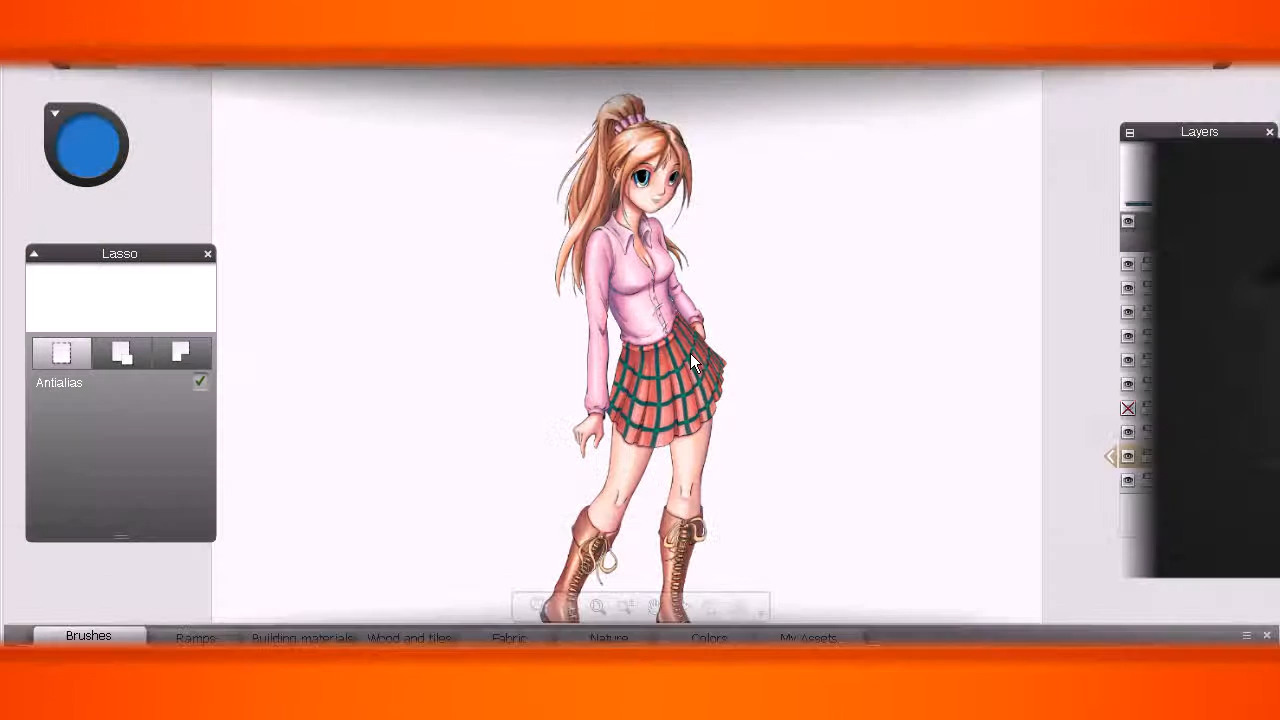 Layers
Lasso
Antialias
Brushes Ramps Building materials Wood and tiles Fabric Nature Colors My Assets